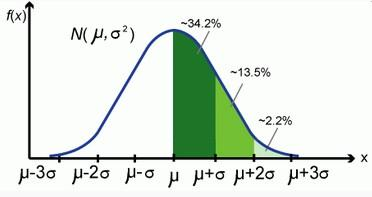 f(x)
N(μ,σ²)
~34.2%
~13.5%
~2.2%
x
μ-3σ μ-2σ μ-σ μ μ+σ μ+2σ μ+3σ